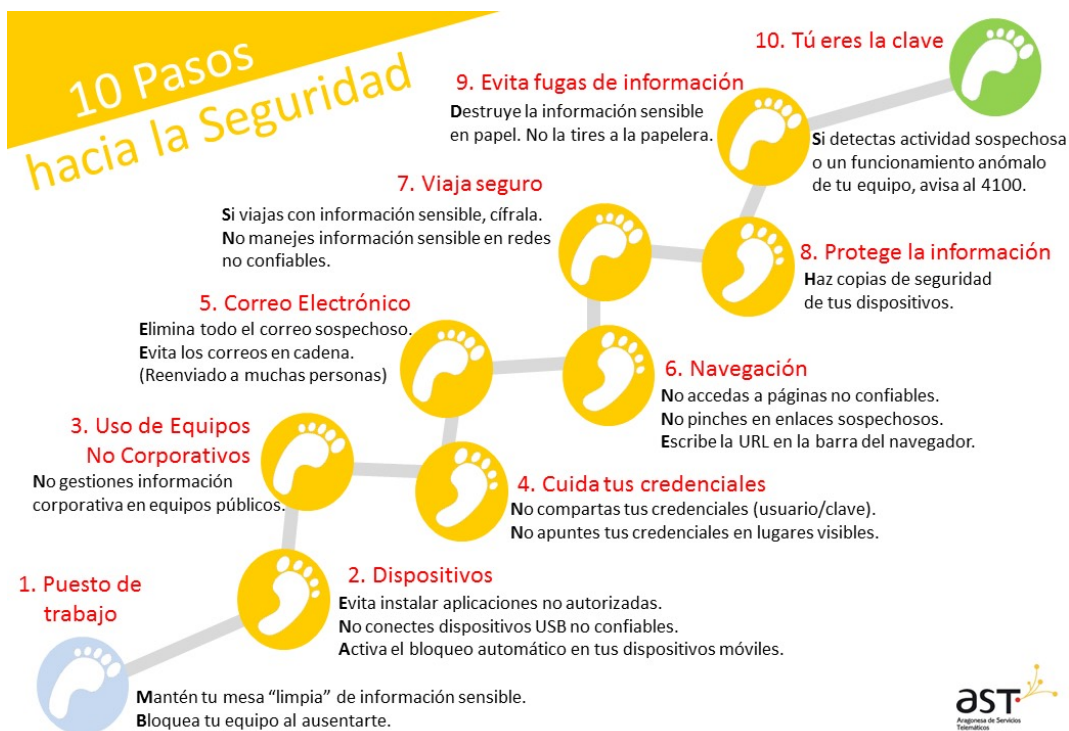 10 Pasos
hacia la Seguridad
1. Puesto de
trabajo
Mantén tu mesa “limpia” de información sensible.
Bloquea tu equipo al ausentarte.
2. Dispositivos
Evita instalar aplicaciones no autorizadas.
No conectes dispositivos USB no confiables.
Activa el bloqueo automático en tus dispositivos móviles.
3. Uso de Equipos
No Corporativos
No gestiones información
corporativa en equipos públicos.
4. Cuida tus credenciales
No compartas tus credenciales (usuario/clave).
No apuntes tus credenciales en lugares visibles.
5. Correo Electrónico
Elimina todo el correo sospechoso.
Evita los correos en cadena.
(Reenviado a muchas personas)
6. Navegación
No accedas a páginas no confiables.
No pinches en enlaces sospechosos.
Escribe la URL en la barra del navegador.
7. Viaja seguro
Si viajas con información sensible, cífrala.
No manejes información sensible en redes
no confiables.
8. Protege la información
Haz copias de seguridad
de tus dispositivos.
9. Evita fugas de información
Destruye la información sensible
en papel. No la tires a la papelera.
10. Tú eres la clave
Si detectas actividad sospechosa
o un funcionamiento anómalo
de tu equipo, avisa al 4100.
ast
Aragonesa de Servicios
Telemáticos